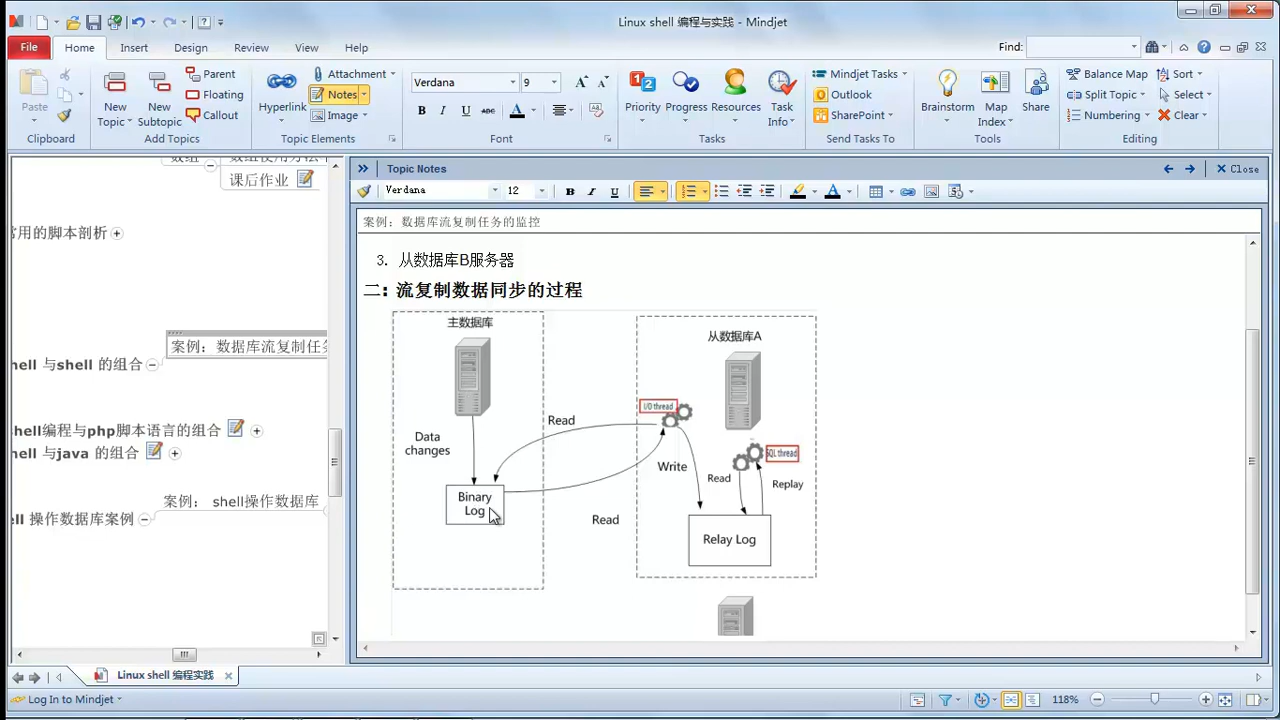 Linux shell 编程与实践 - Mindjet
File Home Insert Design Review View Help Find:
Paste
New Topic
New Subtopic
Parent
Floating
Callout
Hyperlink
Attachment
Notes
Image
Verdana 9
B I U abc A
Priority
Progress
Resources
Task Info
Mindjet Tasks
Outlook
SharePoint
Brainstorm
Map Index
Share
Balance Map
Split Topic
Numbering
Sort
Select
Clear
Clipboard Add Topics Topic Elements Font Tasks Send Tasks To Tools Editing
课后作业
常用的脚本剖析
案例：数据库流复制任
hell 与shell 的组合
shell编程与php脚本语言的组合
shell 与java 的组合
案例： shell操作数据库
ell 操作数据库案例
Topic Notes Close
Verdana 12 B I U A
案例：数据库流复制任务的监控
3. 从数据库B服务器
二：流复制数据同步的过程
主数据库
从数据库A
I/O thread
Read
Data changes
SQL thread
Write
Read
Replay
Binary Log
Read
Relay Log
Linux shell 编程实践
Log In to Mindjet 118%